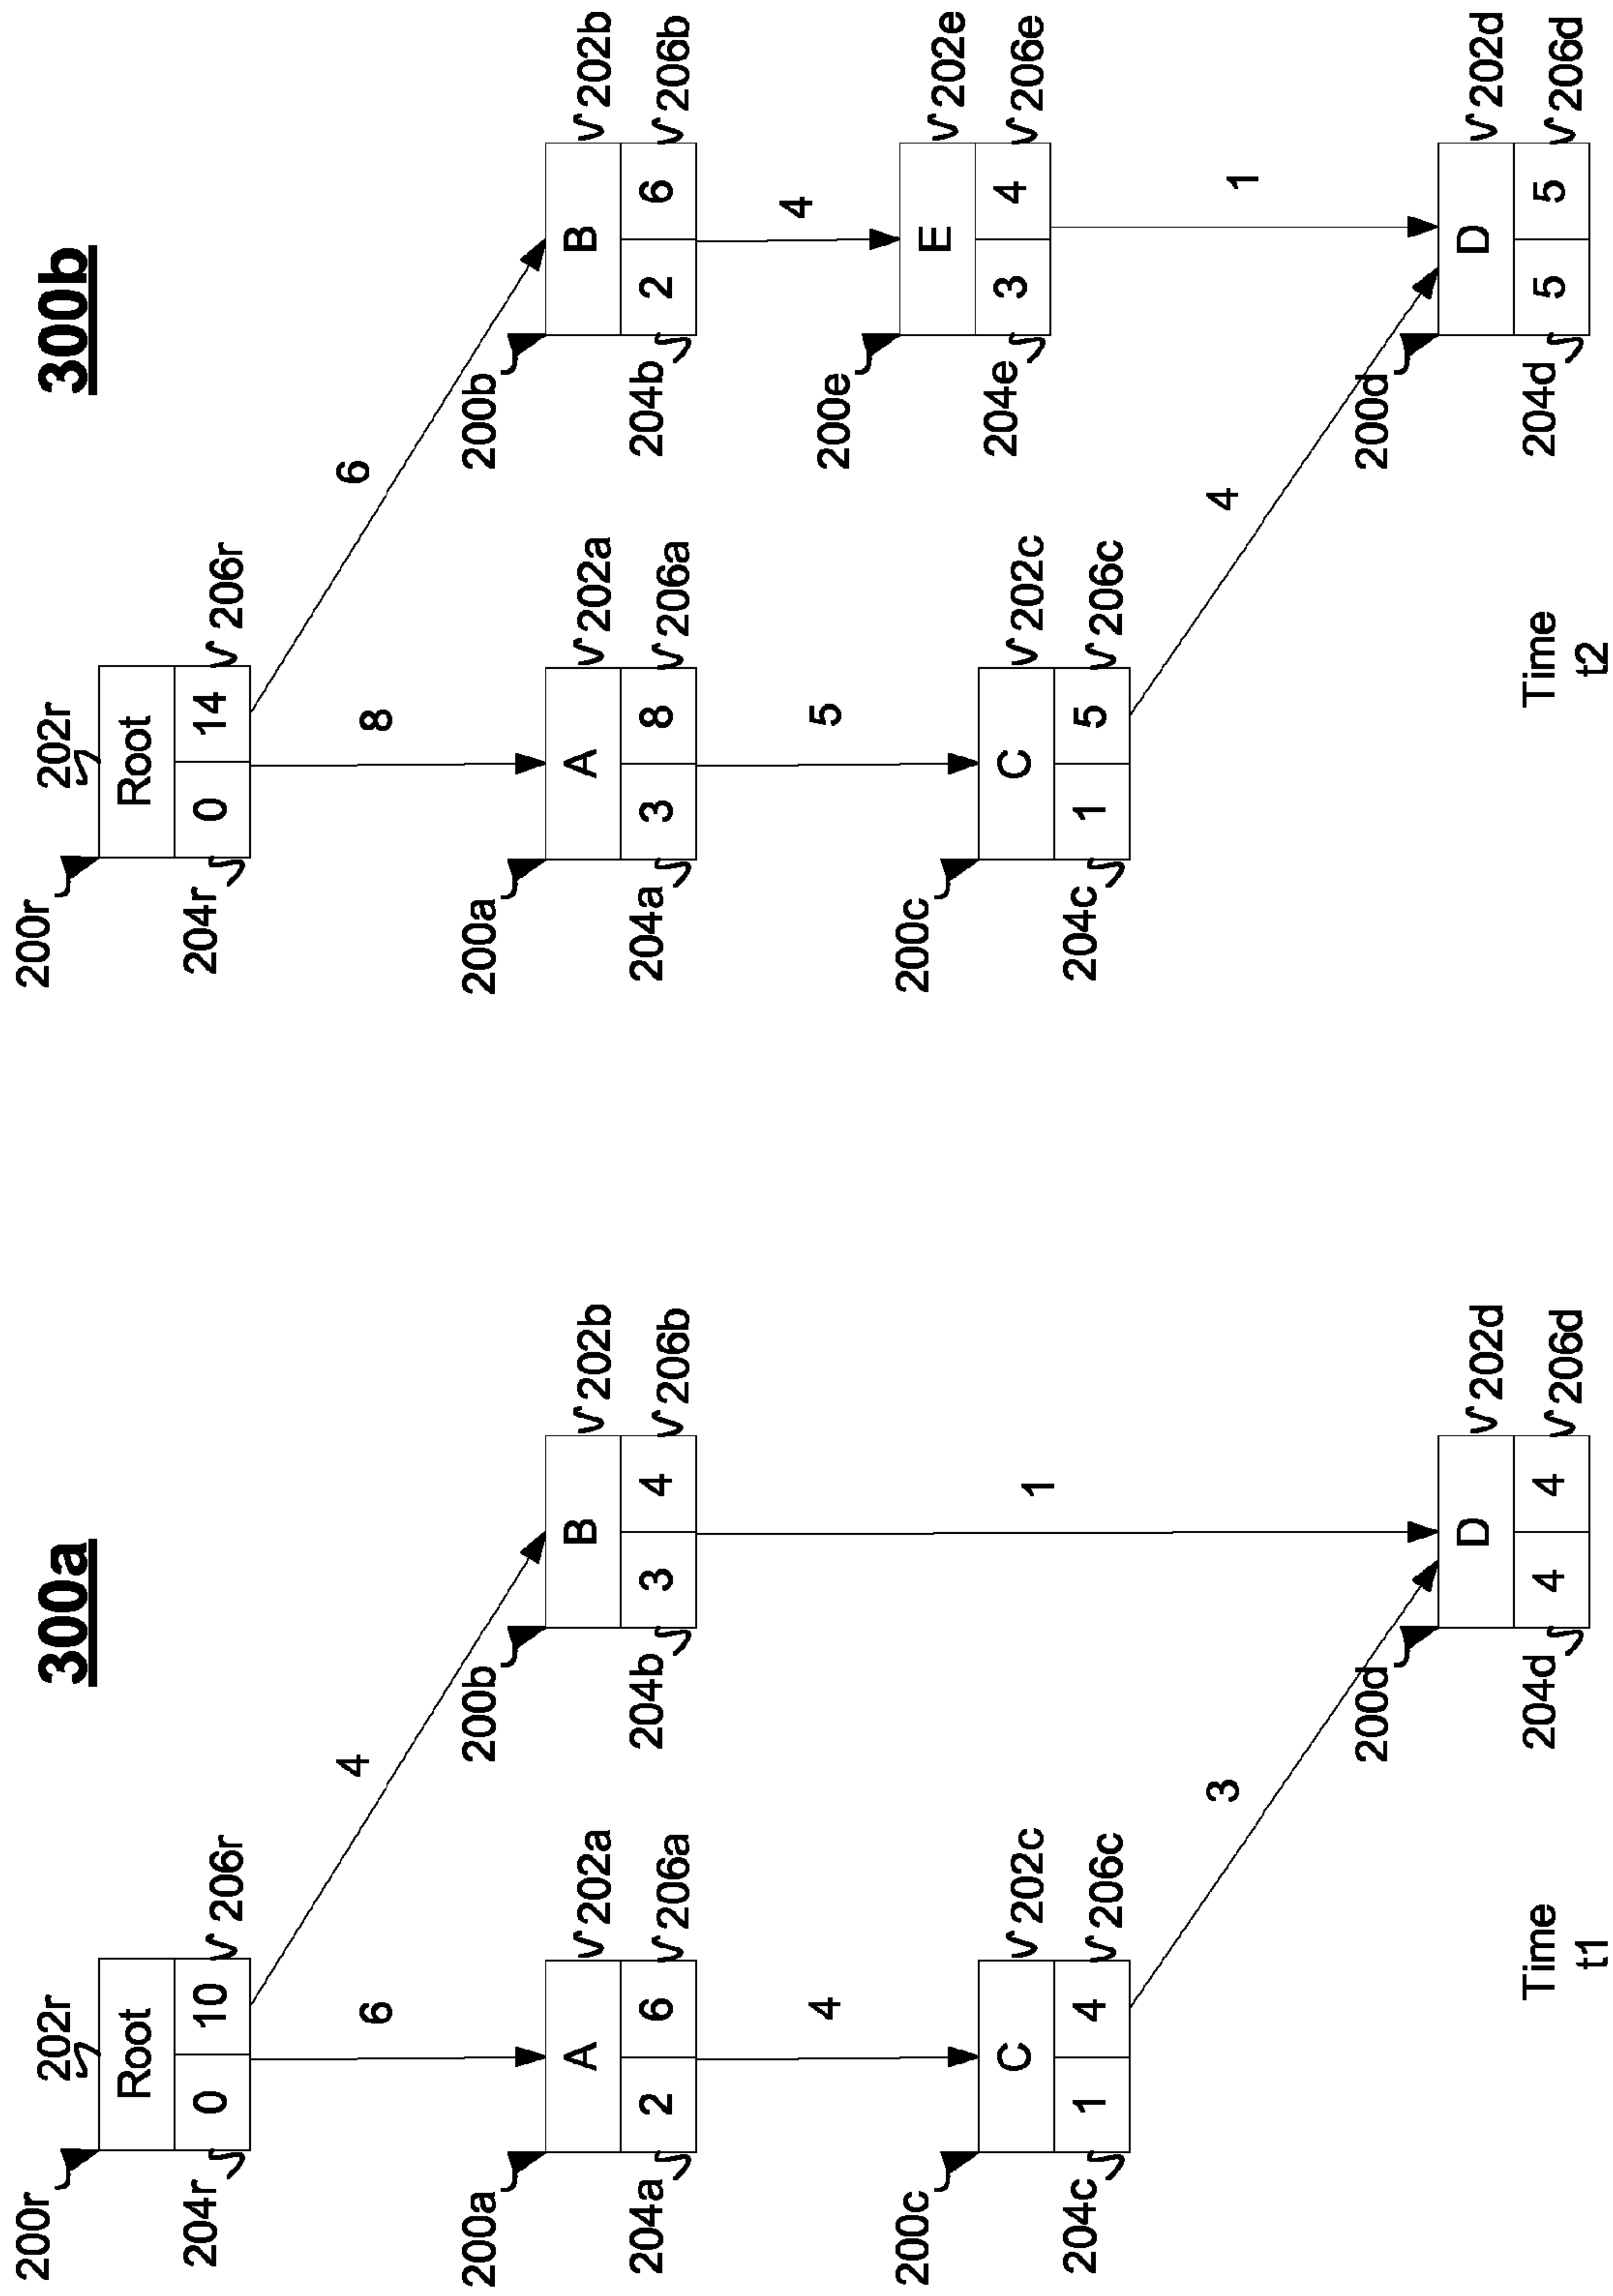 300a
200r
202r
Root
0
10
204r
206r
6
4
200a
A
202a
2
6
204a
206a
200b
B
202b
3
4
204b
206b
4
1
200c
C
202c
1
4
204c
206c
3
200d
D
202d
4
4
204d
206d
Time
t1
300b
200r
202r
Root
0
14
204r
206r
8
6
200a
A
202a
3
8
204a
206a
200b
B
202b
2
6
204b
206b
5
4
200e
E
202e
3
4
204e
206e
200c
C
202c
1
5
204c
206c
4
1
200d
D
202d
5
5
204d
206d
Time
t2